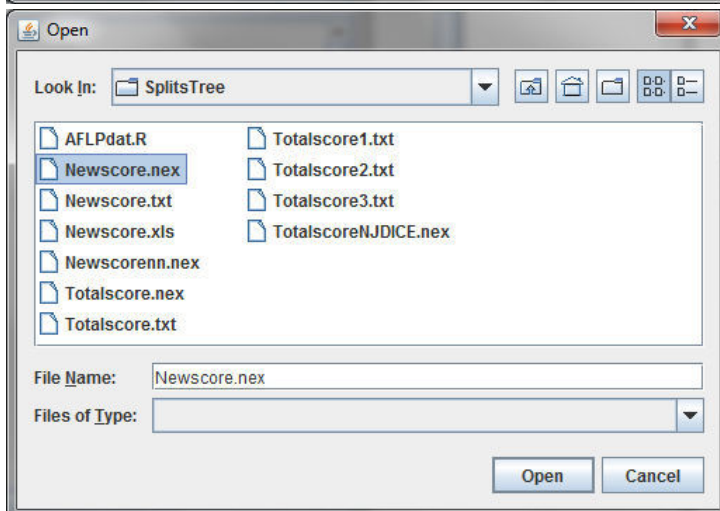 Open
Look In: SplitsTree
AFLPdat.R
Newscore.nex
Newscore.txt
Newscore.xls
Newscorenn.nex
Totalscore.nex
Totalscore.txt
Totalscore1.txt
Totalscore2.txt
Totalscore3.txt
TotalscoreNJDICE.nex
File Name: Newscore.nex
Files of Type:
Open Cancel